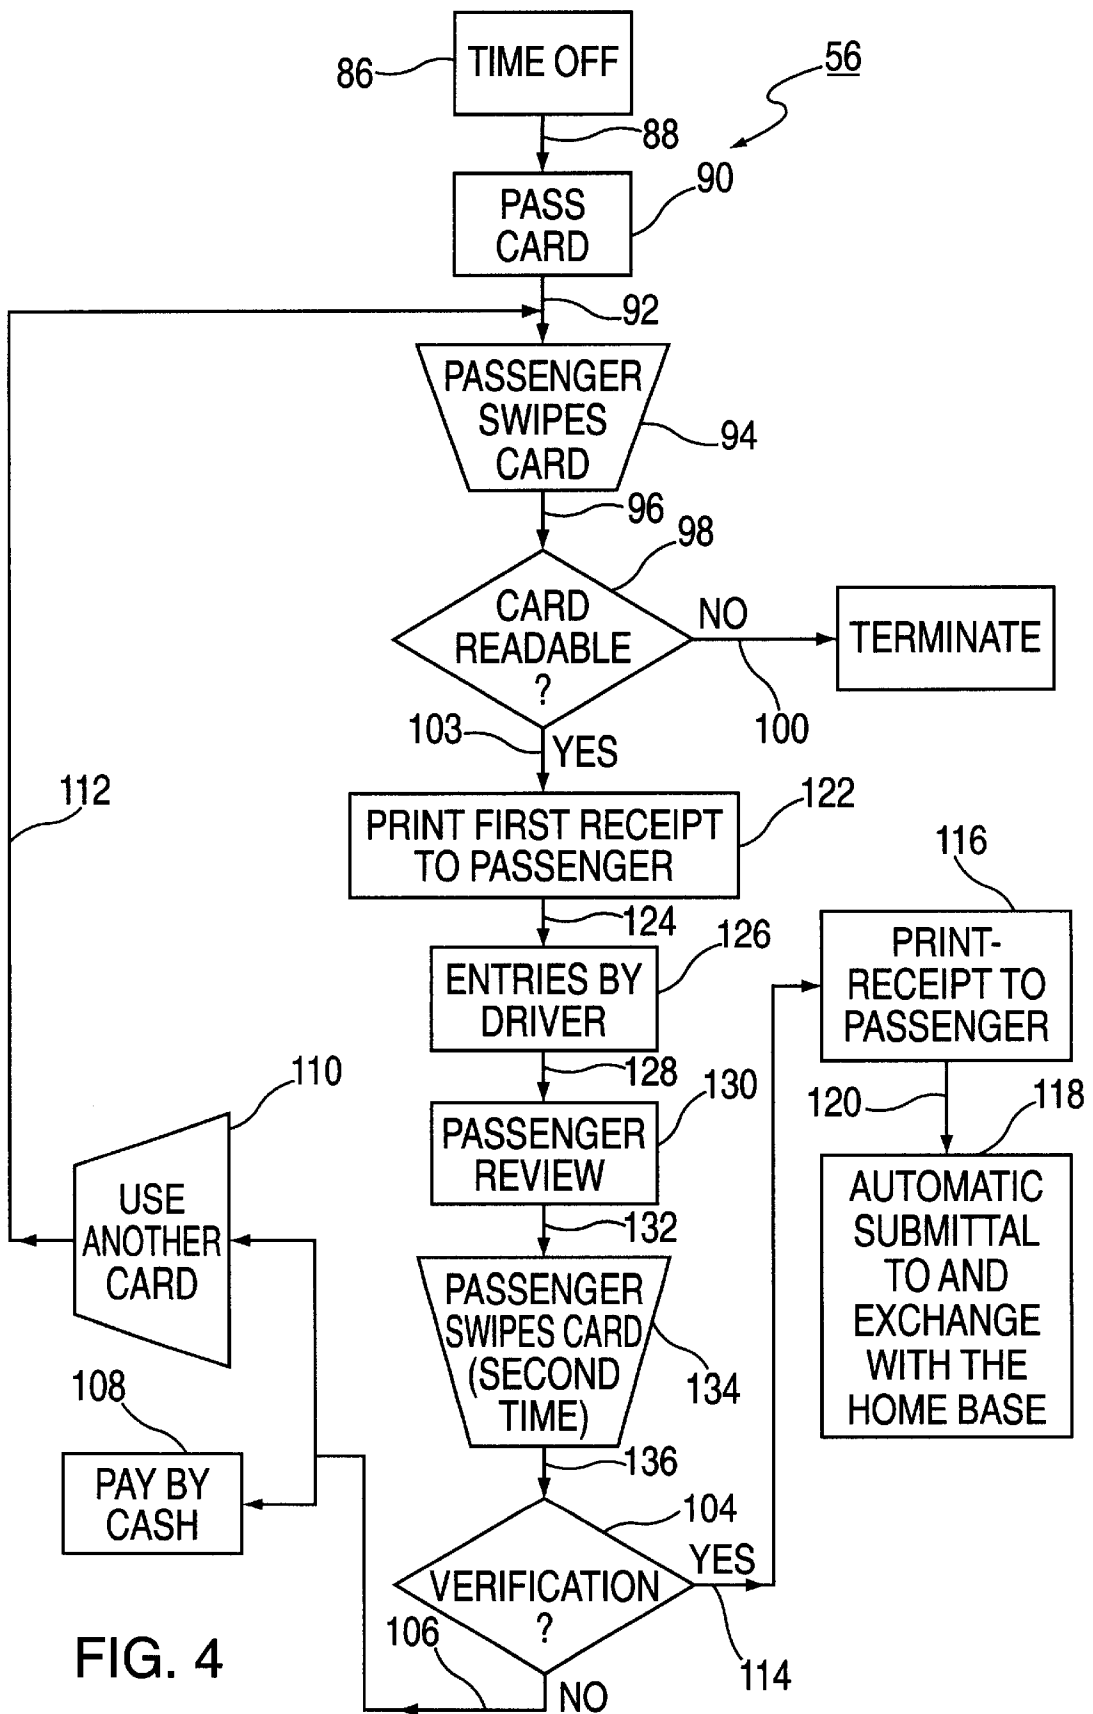 TIME OFF
86
56
88
90
PASS
CARD
92
PASSENGER
SWIPES
CARD
94
96
98
CARD
READABLE
?
NO
100
TERMINATE
103
YES
112
PRINT FIRST RECEIPT
TO PASSENGER
122
124
126
ENTRIES BY
DRIVER
128
130
PASSENGER
REVIEW
132
PASSENGER
SWIPES CARD
(SECOND
TIME)
134
136
104
VERIFICATION
?
YES
114
106
NO
116
PRINT-
RECEIPT TO
PASSENGER
120
118
AUTOMATIC
SUBMITTAL
TO AND
EXCHANGE
WITH THE
HOME BASE
110
USE
ANOTHER
CARD
108
PAY BY
CASH
FIG. 4